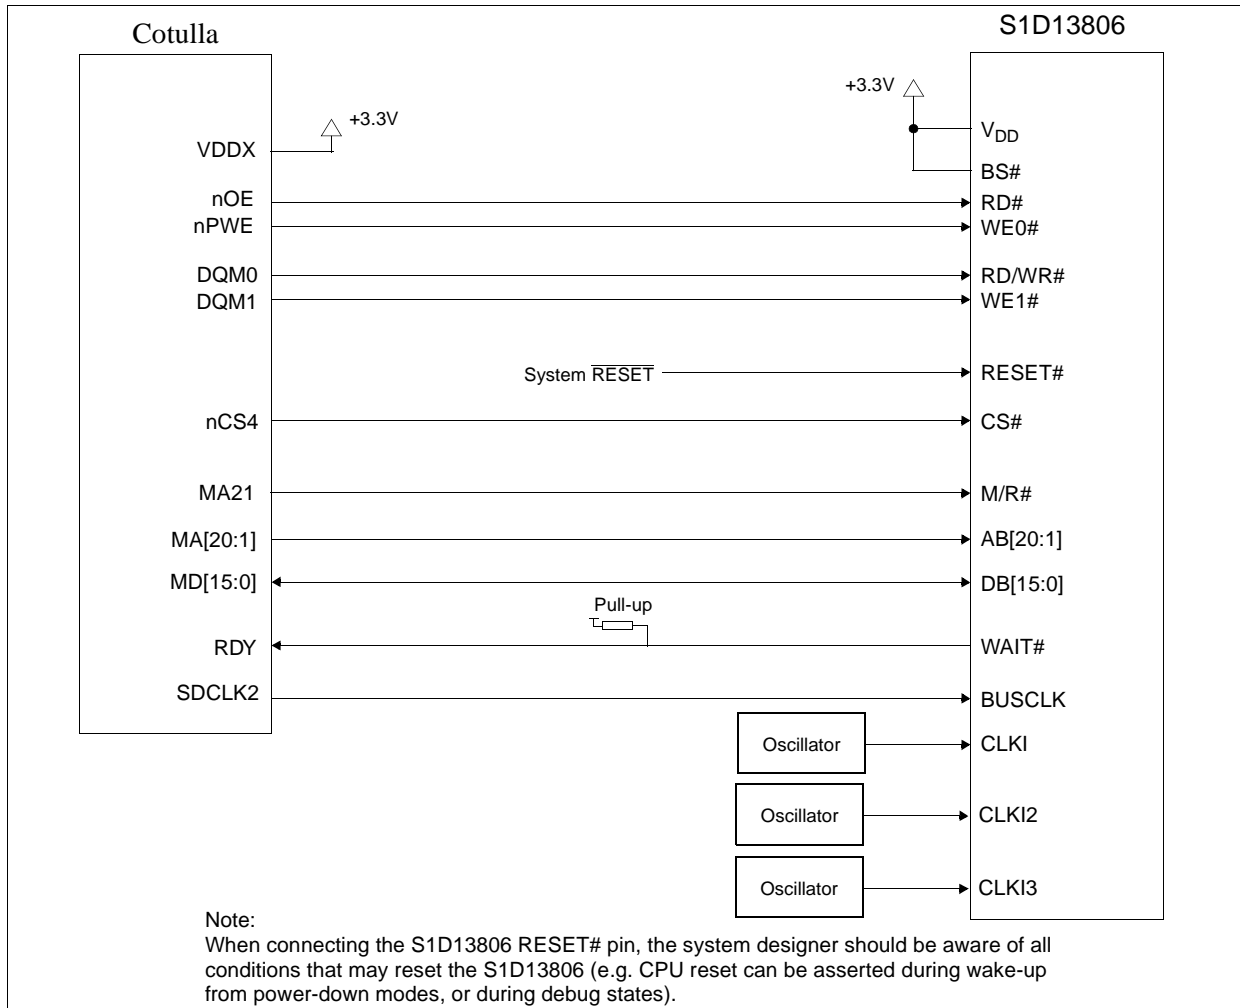 Cotulla
S1D13806
+3.3V
+3.3V
VDDX
VDD
BS#
nOE
RD#
nPWE
WE0#
DQM0
RD/WR#
DQM1
WE1#
System RESET
RESET#
nCS4
CS#
MA21
M/R#
MA[20:1]
AB[20:1]
MD[15:0]
DB[15:0]
Pull-up
RDY
WAIT#
SDCLK2
BUSCLK
Oscillator
CLKI
Oscillator
CLKI2
Oscillator
CLKI3
Note:
When connecting the S1D13806 RESET# pin, the system designer should be aware of all
conditions that may reset the S1D13806 (e.g. CPU reset can be asserted during wake-up
from power-down modes, or during debug states).